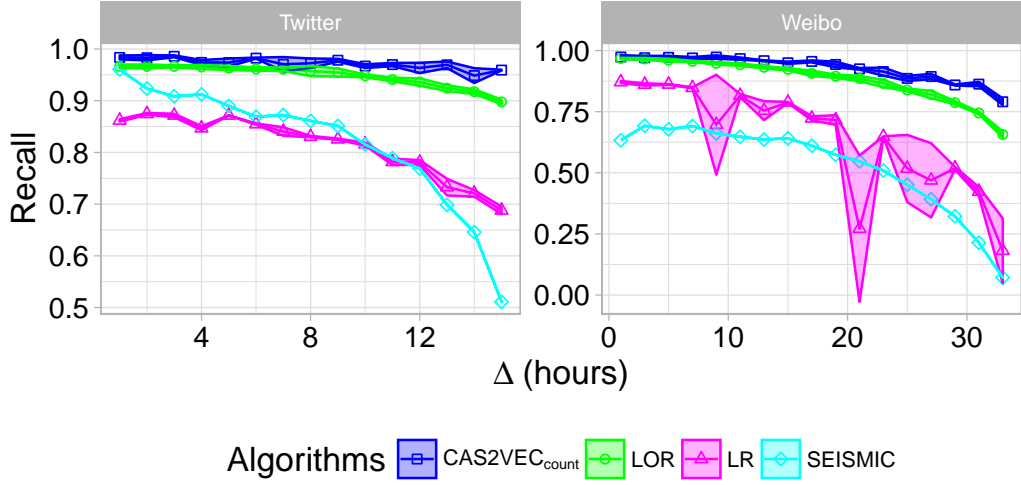 Twitter Weibo
1.0
0.9
0.8
0.7
0.6
0.5
1.00
0.75
0.50
0.25
0.00
Recall
4 8 12 0 10 20 30
Δ (hours)
Algorithms CAS2VECcount LOR LR SEISMIC